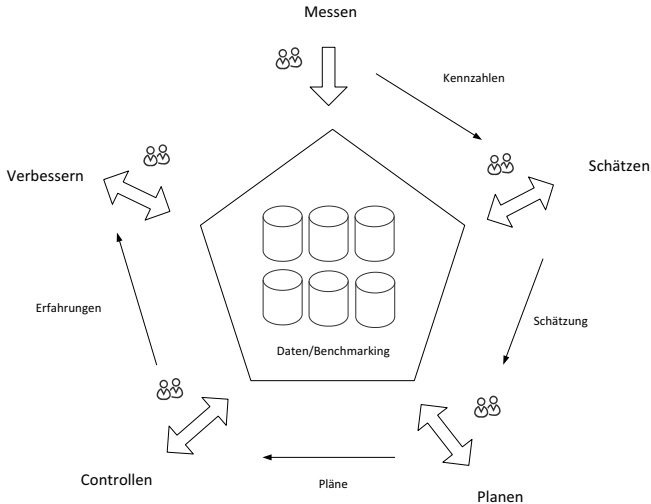 Messen
Kennzahlen
Schätzen
Verbessern
Erfahrungen
Schätzung
Daten/Benchmarking
Controllen
Pläne
Planen